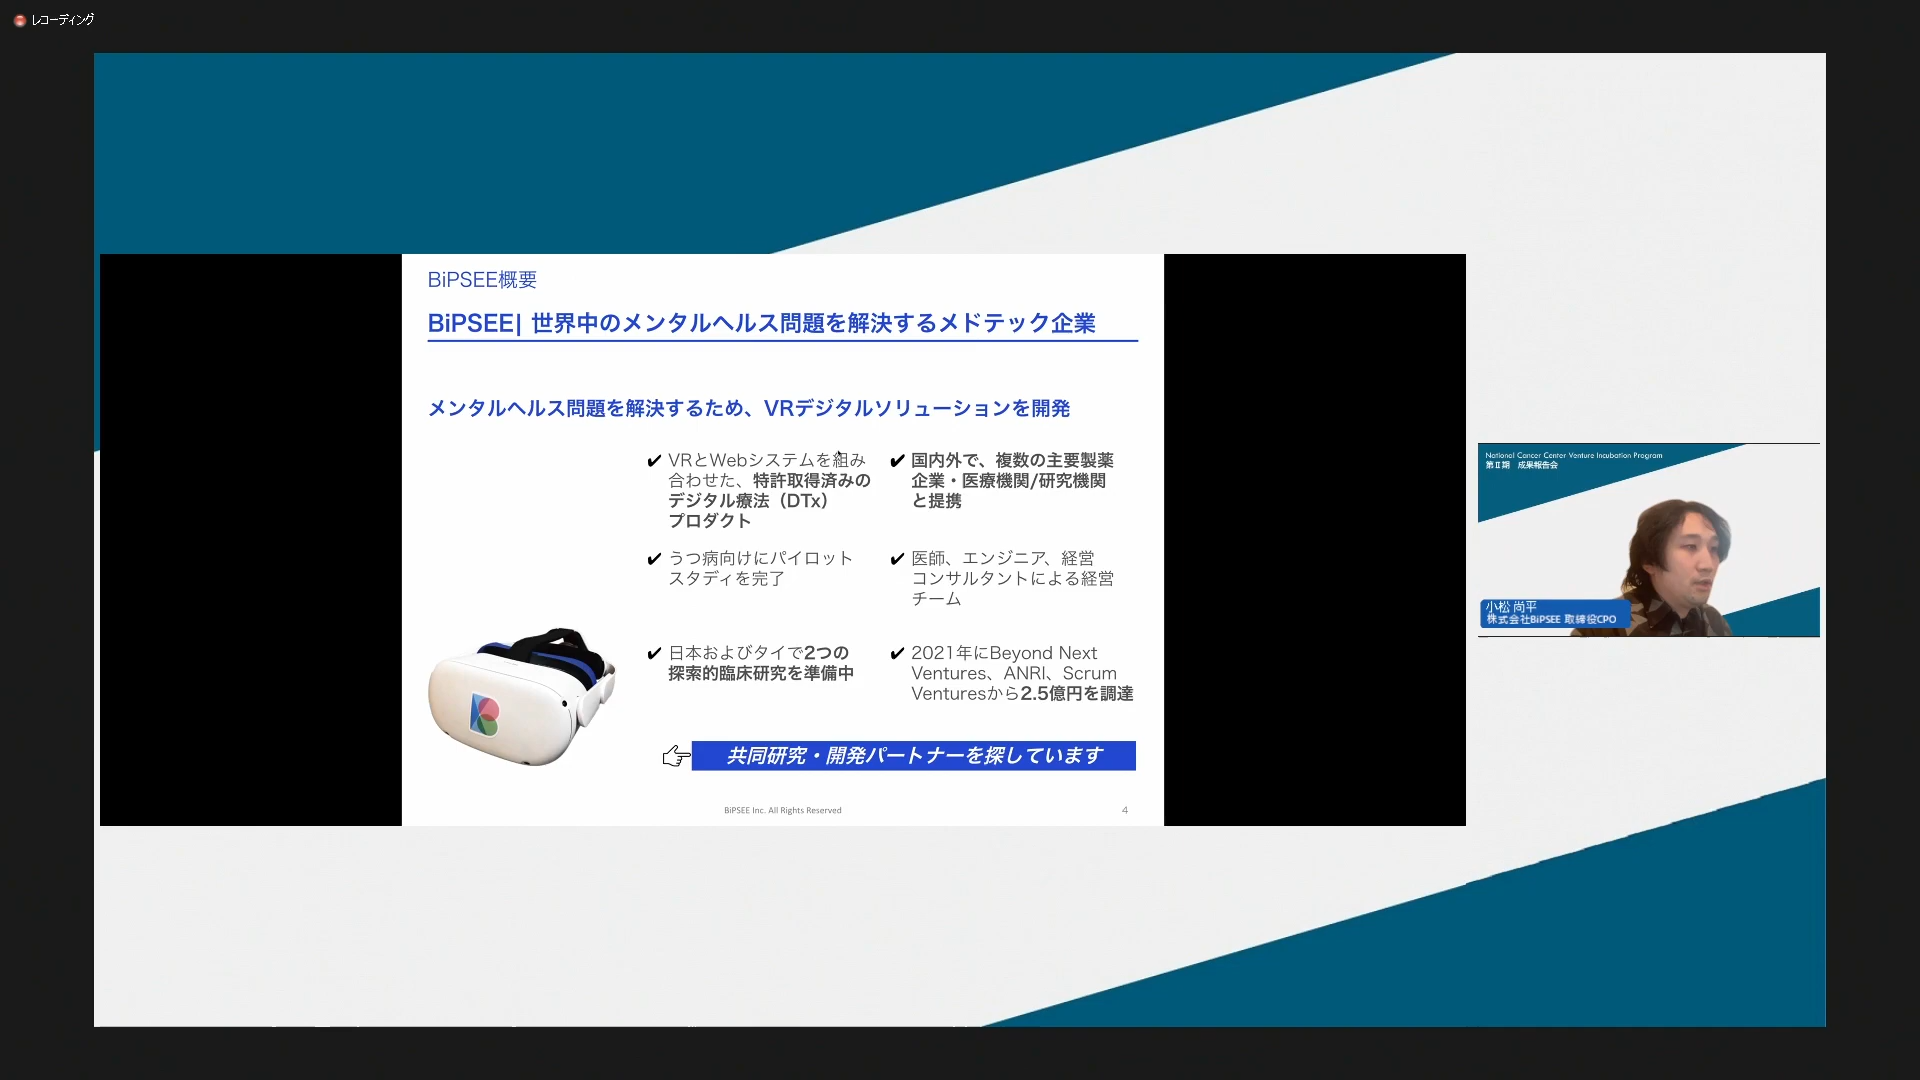 レコーディング
BiPSEE概要
BiPSEE| 世界中のメンタルヘルス問題を解決するメドテック企業
メンタルヘルス問題を解決するため、VRデジタルソリューションを開発
✔ VRとWebシステムを組み
合わせた、特許取得済みの
デジタル療法（DTx）
プロダクト
✔ うつ病向けにパイロット
スタディを完了
✔ 日本およびタイで2つの
探索的臨床研究を準備中
✔ 国内外で、複数の主要製薬
企業・医療機関/研究機関
と提携
✔ 医師、エンジニア、経営
コンサルタントによる経営
チーム
✔ 2021年にBeyond Next
Ventures、ANRI、Scrum
Venturesから2.5億円を調達
共同研究・開発パートナーを探しています
BiPSEE Inc. All Rights Reserved
4
National Cancer Center Venture Incubation Program
第Ⅱ期 成果報告会
小松 尚平
株式会社BiPSEE 取締役CPO